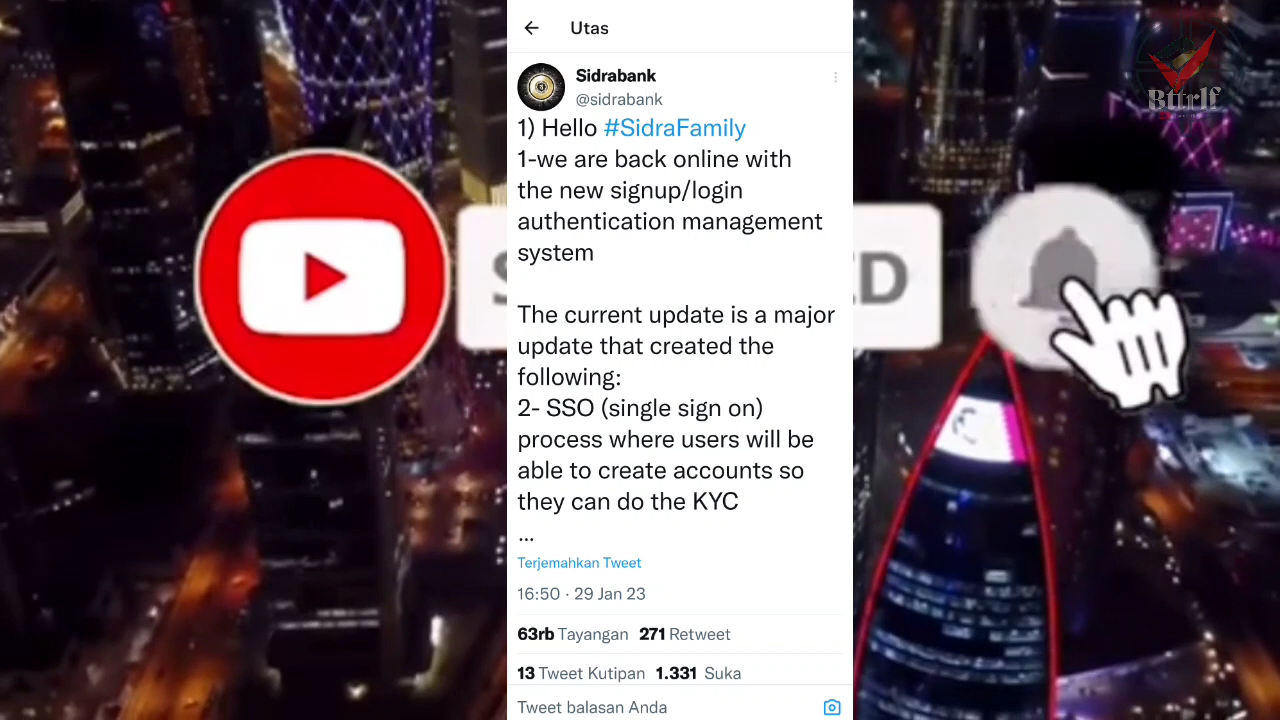 Utas
Sidrabank
@sidrabank
1) Hello #SidraFamily
1-we are back online with
the new signup/login
authentication management
system
The current update is a major
update that created the
following:
2- SSO (single sign on)
process where users will be
able to create accounts so
they can do the KYC
...
Terjemahkan Tweet
16:50 · 29 Jan 23
63rb Tayangan 271 Retweet
13 Tweet Kutipan 1.331 Suka
Tweet balasan Anda
Bttrlf
S
D